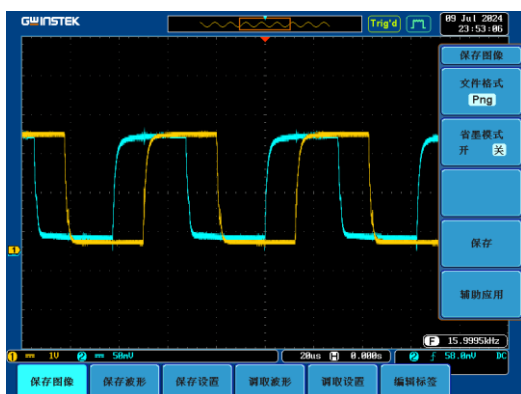 GWINSTEK
Trig'd
09 Jul 2024
23:53:06
保存图像
文件格式
Png
省墨模式
开 关
保存
辅助应用
1
F 15.9995kHz
1 1V 2 50mV 20us H 0.000s 2 f 58.0mV DC
保存图像 保存波形 保存设置 调取波形 调取设置 编辑标签